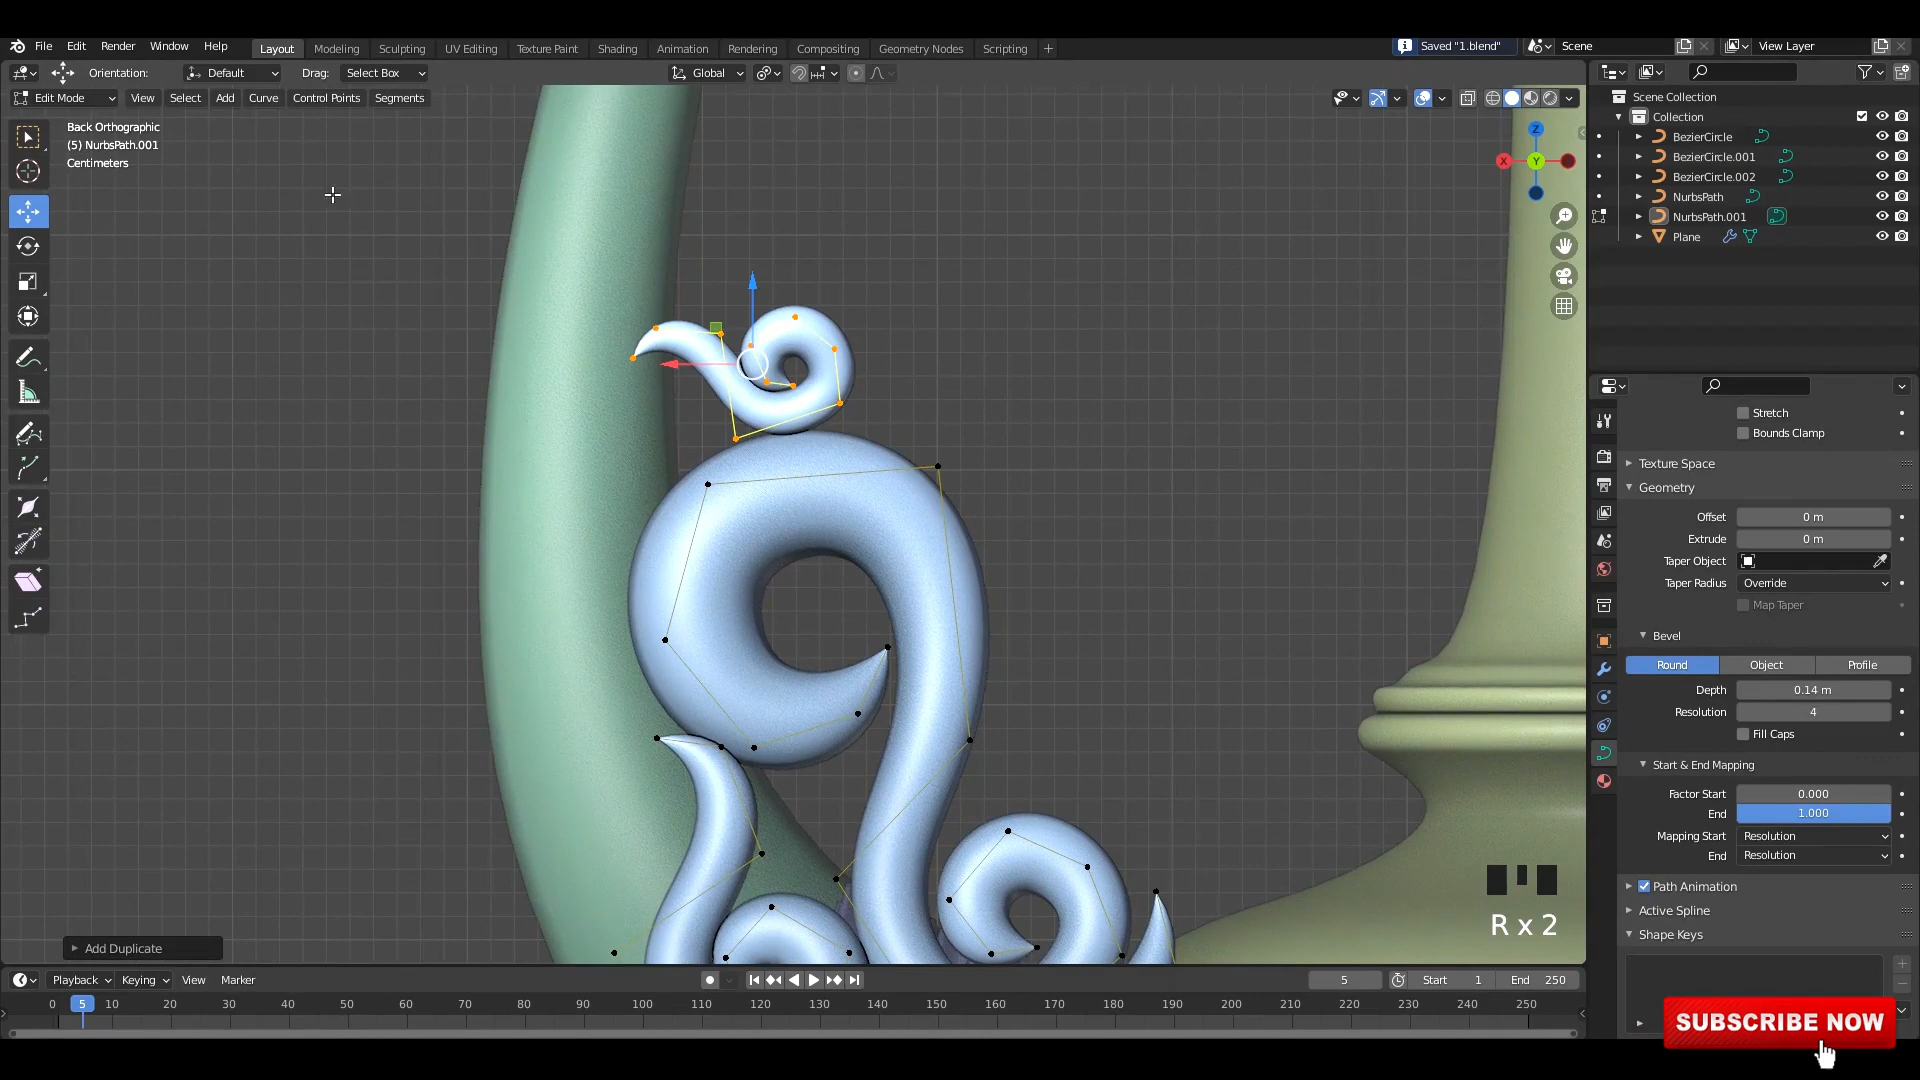 File Edit Render Window Help Layout Modeling Sculpting UV Editing Texture Paint Shading Animation Rendering Compositing Geometry Nodes Scripting + Saved "1.blend" Scene View Layer
Orientation: Default Drag: Select Box Global
Edit Mode View Select Add Curve Control Points Segments
Back Orthographic
(5) NurbsPath.001
Centimeters
Scene Collection
Collection
BezierCircle
BezierCircle.001
BezierCircle.002
NurbsPath
NurbsPath.001
Plane
Z
X
Y
Stretch
Bounds Clamp
Texture Space
Geometry
Offset 0 m
Extrude 0 m
Taper Object
Taper Radius Override
Map Taper
Bevel
Round Object Profile
Depth 0.14 m
Resolution 4
Fill Caps
Start & End Mapping
Factor Start 0.000
End 1.000
Mapping Start Resolution
End Resolution
Path Animation
Active Spline
Shape Keys
R x 2
Add Duplicate
Playback Keying View Marker 5 Start 1 End 250
0 5 10 20 30 40 50 60 70 80 90 100 110 120 130 140 150 160 170 180 190 200 210 220 230 240 250
SUBSCRIBE NOW